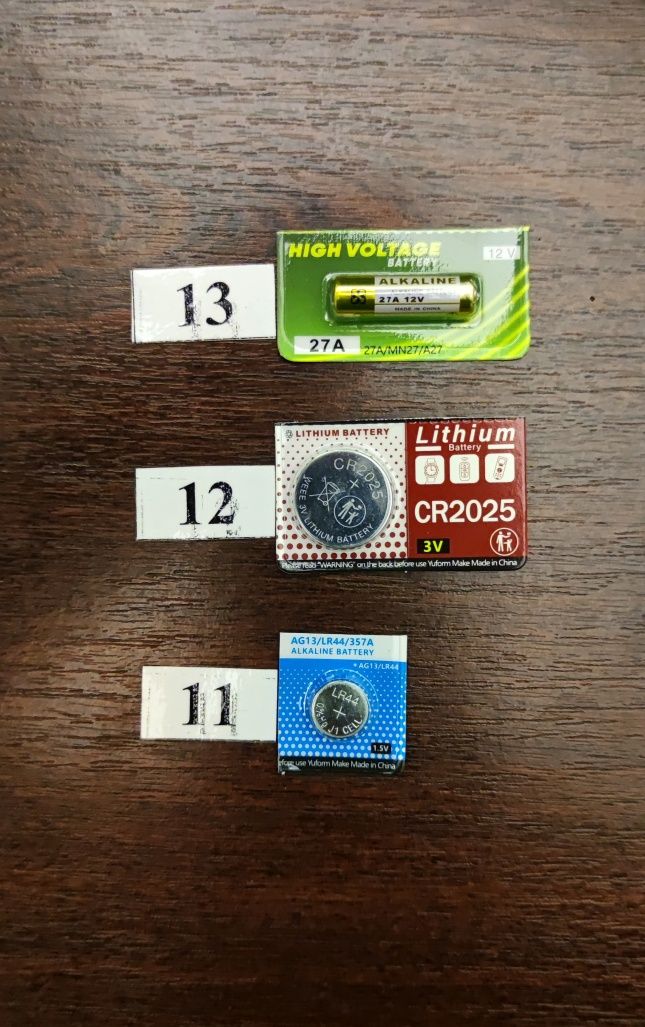 13
HIGH VOLTAGE
BATTERY
12 V
ALKALINE
27A 12V
MADE IN CHINA
27A
27A/MN27/A27
12
LITHIUM BATTERY
CR2025
+
3V LITHIUM BATTERY
Lithium
Battery
CR2025
3V
Please read "WARNING" on the back before use Yuform Make Made in China
11
AG13/LR44/357A
ALKALINE BATTERY
+ AG13/LR44
LR44
+
J1 CELL
1.5V
use Yuform Make Made in China